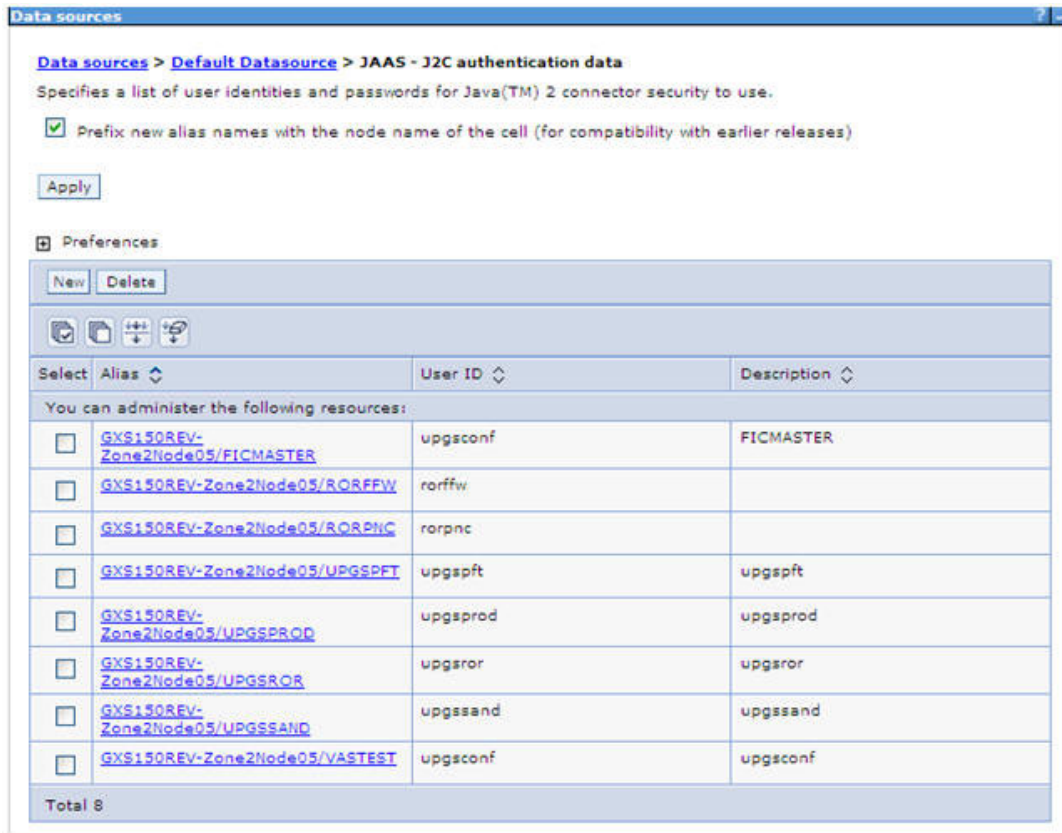 Data sources ? -
Data sources > Default Datasource > JAAS - J2C authentication data
Specifies a list of user identities and passwords for Java(TM) 2 connector security to use.
Prefix new alias names with the node name of the cell (for compatibility with earlier releases)
Apply
+ Preferences
New Delete
Select Alias User ID Description
You can administer the following resources:
GXS150REV-
Zone2Node05/FICMASTER upgsconf FICMASTER
GXS150REV-Zone2Node05/RORFFW rorffw
GXS150REV-Zone2Node05/RORPNC rorpnc
GXS150REV-Zone2Node05/UPGSPFT upgspft upgspft
GXS150REV-
Zone2Node05/UPGSPROD upgsprod upgsprod
GXS150REV-
Zone2Node05/UPGSROR upgsror upgsror
GXS150REV-
Zone2Node05/UPGSSAND upgssand upgssand
GXS150REV-Zone2Node05/VASTEST upgsconf upgsconf
Total 8